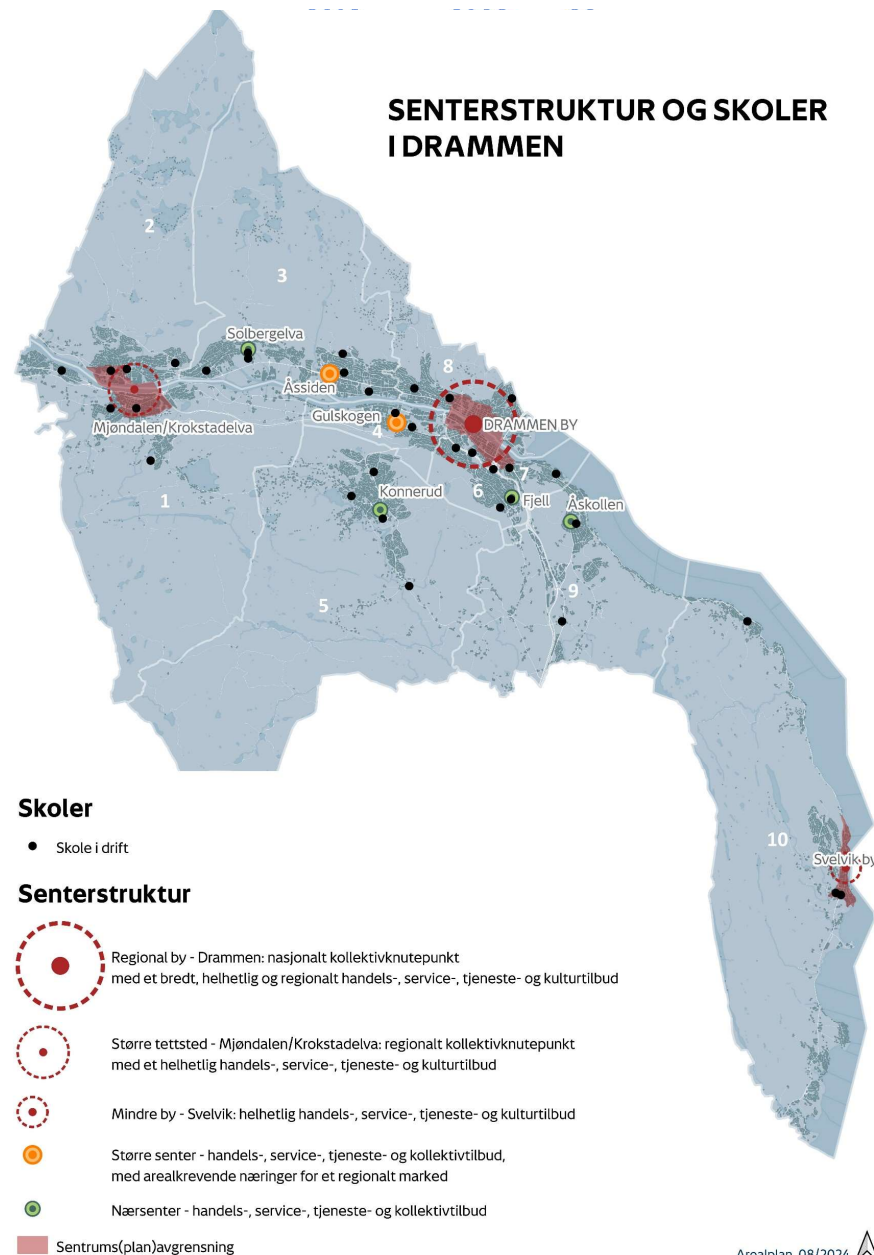 SENTERSTRUKTUR OG SKOLER
I DRAMMEN
2
3
Solbergelva
8
Åssiden
Gulskogen
4
DRAMMEN BY
Mjøndalen/Krokstadelva
1
Konnerud
6
7
Fjell
Åskollen
5
9
10
Svelvik by
Skoler
Skole i drift
Senterstruktur
Regional by - Drammen: nasjonalt kollektivknutepunkt
med et bredt, helhetlig og regionalt handels-, service-, tjeneste- og kulturtilbud
Større tettsted - Mjøndalen/Krokstadelva: regionalt kollektivknutepunkt
med et helhetlig handels-, service-, tjeneste- og kulturtilbud
Mindre by - Svelvik: helhetlig handels-, service-, tjeneste- og kulturtilbud
Større senter - handels-, service-, tjeneste- og kollektivtilbud,
med arealkrevende næringer for et regionalt marked
Nærsenter - handels-, service-, tjeneste- og kollektivtilbud
Sentrums(plan)avgrensning
Arealplan, 08/2024